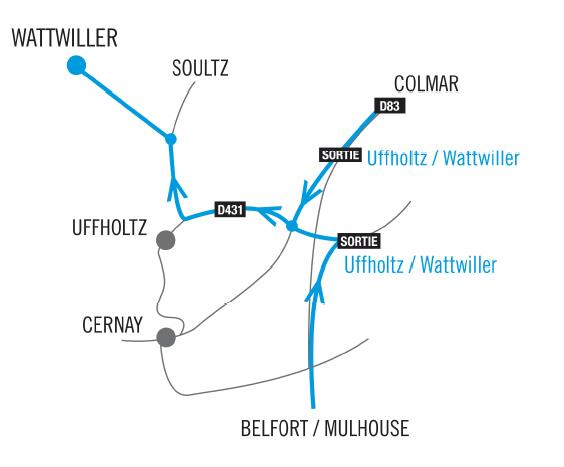 WATTWILLER
SOULTZ
COLMAR
D83
SORTIE Uffholtz / Wattwiller
D431
UFFHOLTZ
SORTIE
Uffholtz / Wattwiller
CERNAY
BELFORT / MULHOUSE